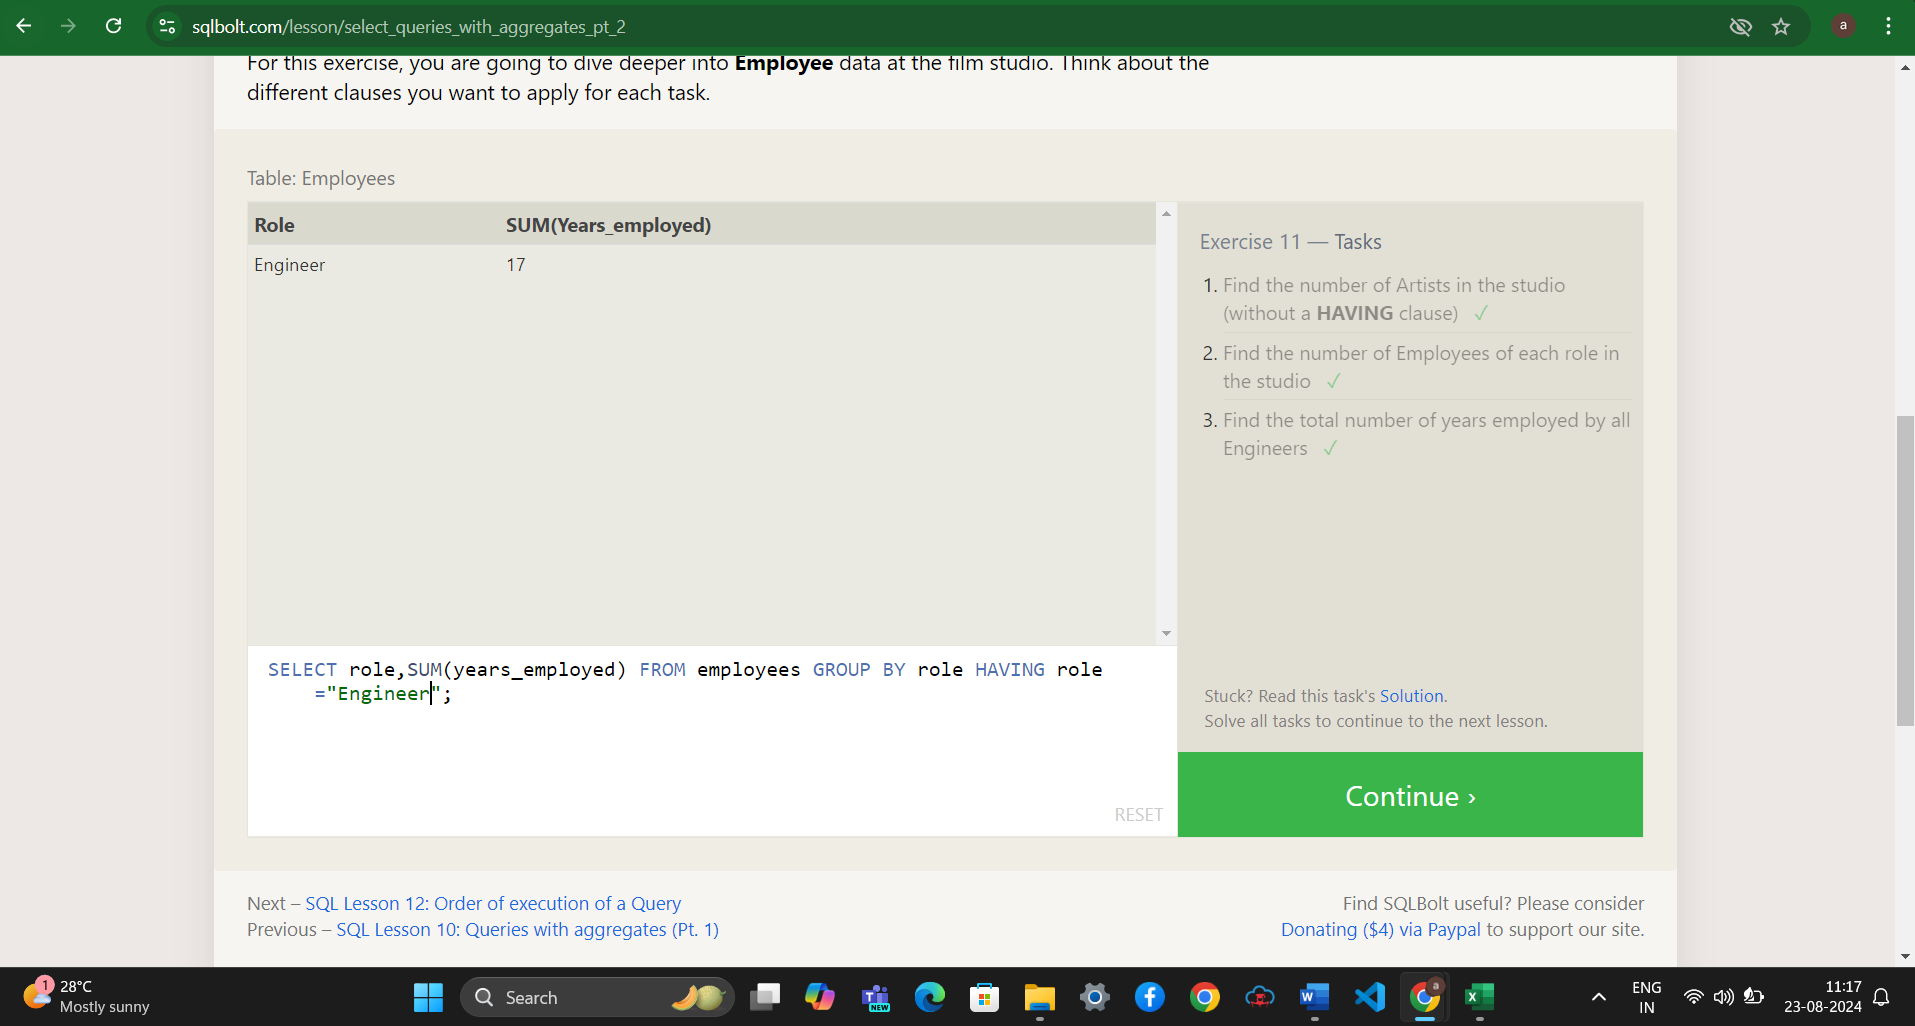 sqlbolt.com/lesson/select_queries_with_aggregates_pt_2
a
For this exercise, you are going to dive deeper into Employee data at the film studio. Think about the
different clauses you want to apply for each task.
Table: Employees
Role SUM(Years_employed)
Engineer 17
Exercise 11 — Tasks
1. Find the number of Artists in the studio
(without a HAVING clause) ✓
2. Find the number of Employees of each role in
the studio ✓
3. Find the total number of years employed by all
Engineers ✓
SELECT role,SUM(years_employed) FROM employees GROUP BY role HAVING role
="Engineer";
RESET
Stuck? Read this task's Solution.
Solve all tasks to continue to the next lesson.
Continue ›
Next – SQL Lesson 12: Order of execution of a Query
Previous – SQL Lesson 10: Queries with aggregates (Pt. 1)
Find SQLBolt useful? Please consider
Donating ($4) via Paypal to support our site.
1
28°C
Mostly sunny
Search
NEW
a
ENG
IN
11:17
23-08-2024